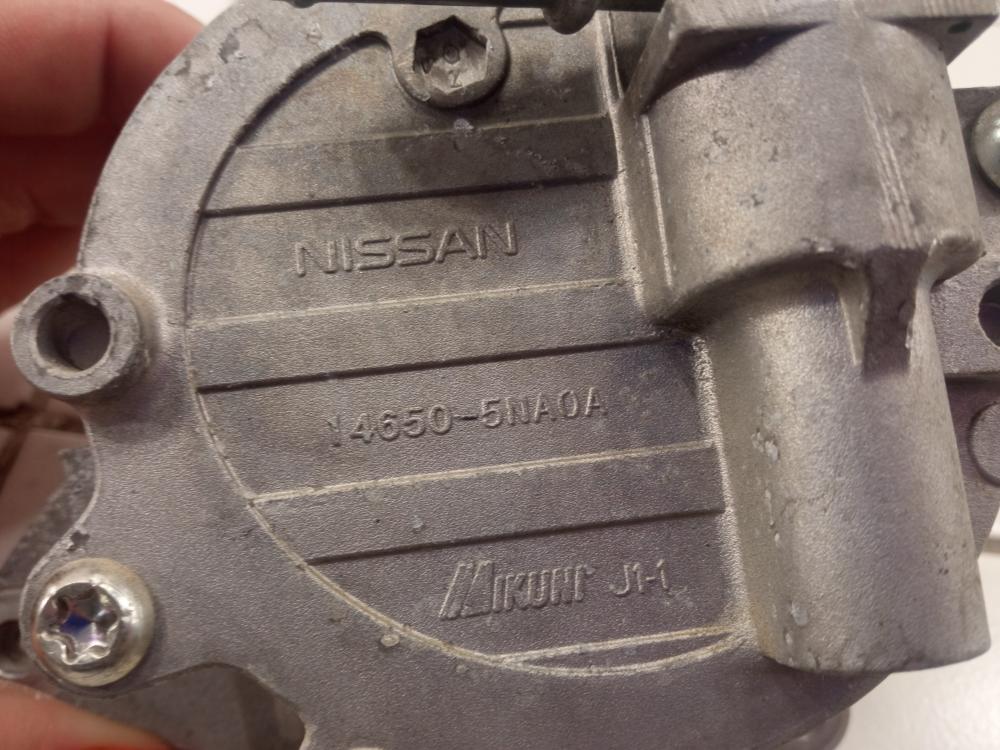 NISSAN
14650-5NA0A
MIKUNI J1-1